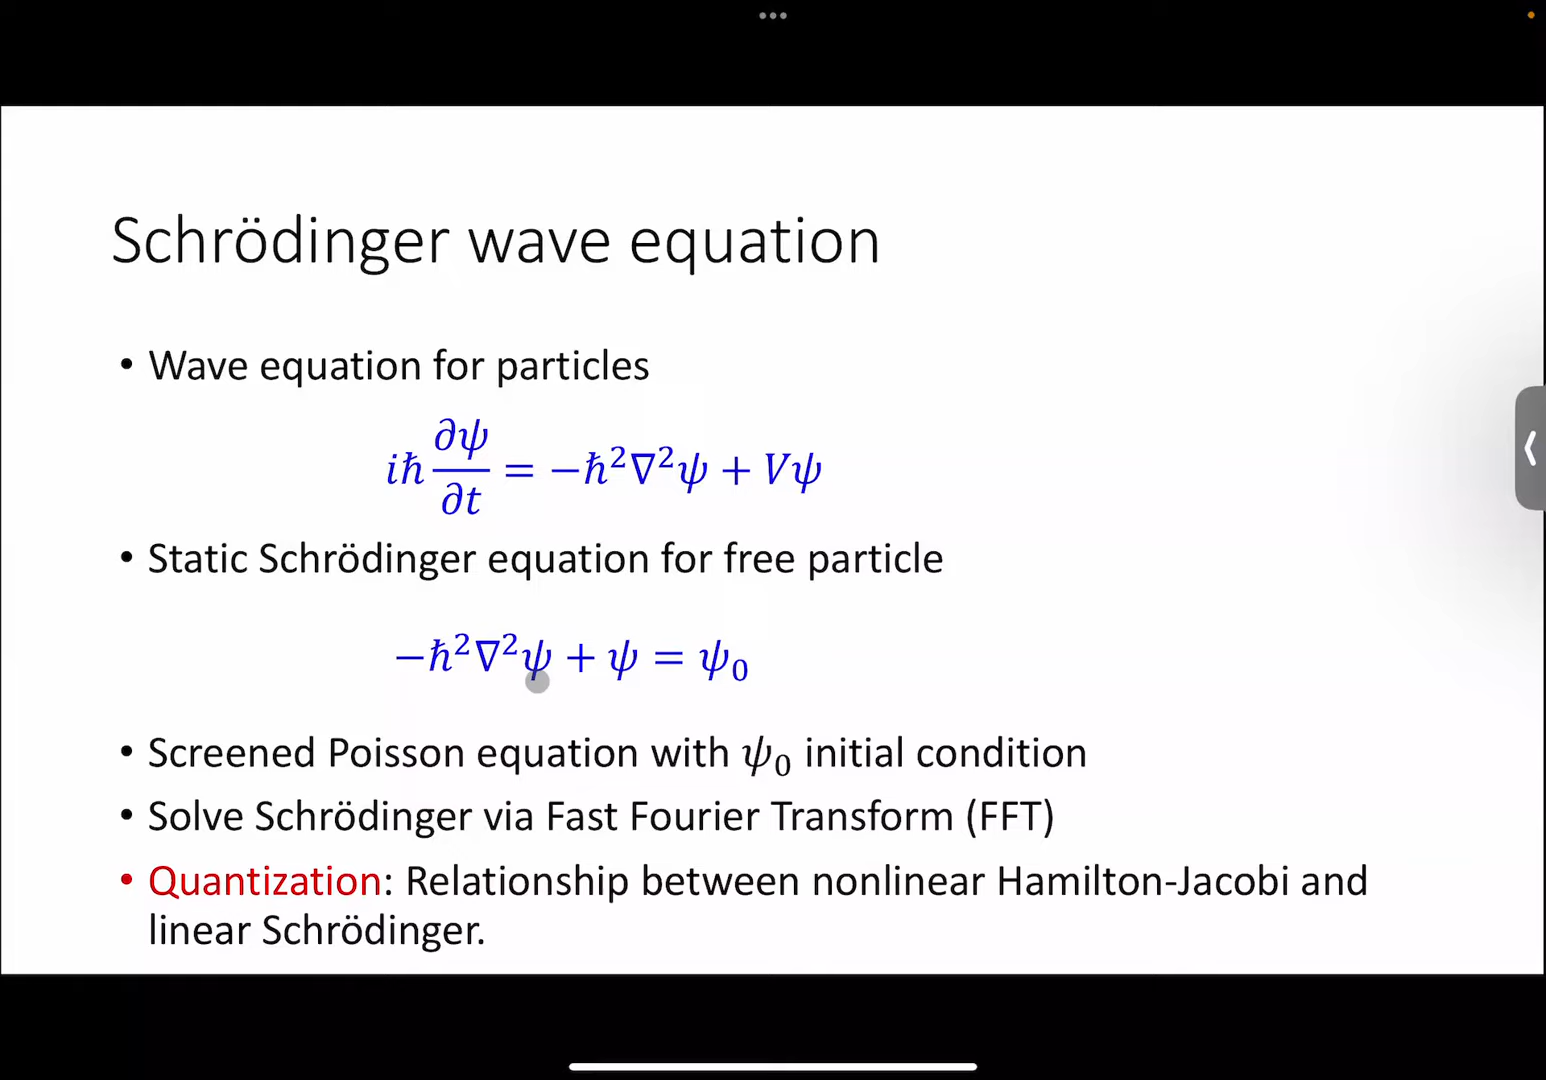 Schrödinger wave equation
• Wave equation for particles
iℏ ∂ψ/∂t = −ℏ²∇²ψ + Vψ
• Static Schrödinger equation for free particle
−ℏ²∇²ψ + ψ = ψ₀
• Screened Poisson equation with ψ₀ initial condition
• Solve Schrödinger via Fast Fourier Transform (FFT)
• Quantization: Relationship between nonlinear Hamilton-Jacobi and
linear Schrödinger.